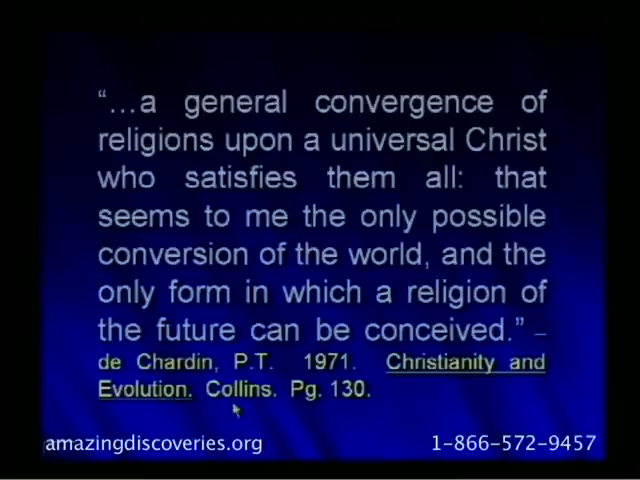 “…a general convergence of
religions upon a universal Christ
who satisfies them all: that
seems to me the only possible
conversion of the world, and the
only form in which a religion of
the future can be conceived.” –
de Chardin, P.T. 1971. Christianity and
Evolution. Collins. Pg. 130.
amazingdiscoveries.org 1-866-572-9457